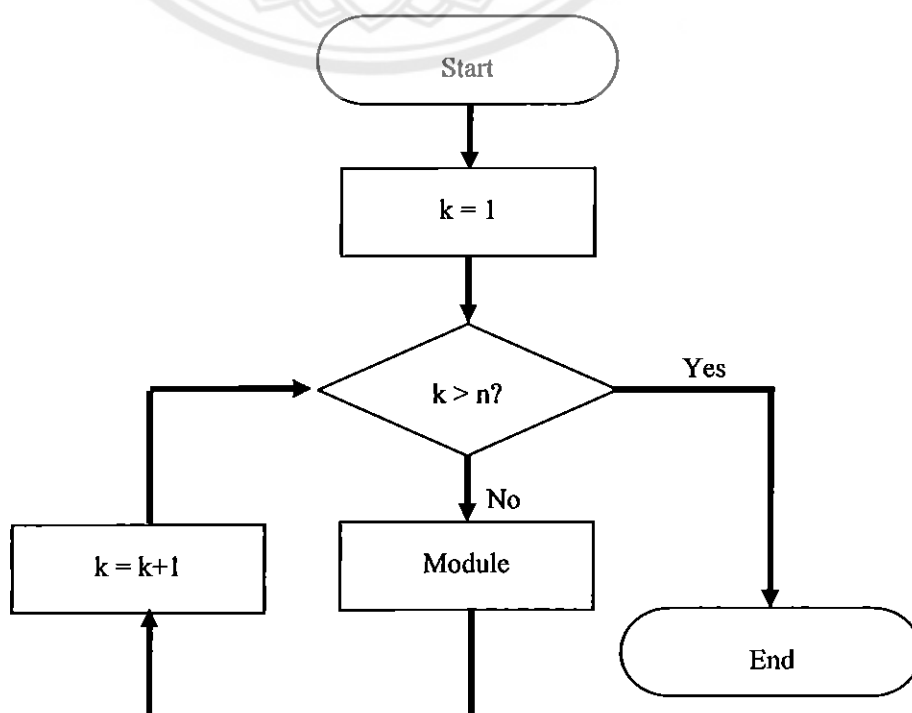 Start
k = 1
k > n?
Yes
No
k = k+1
Module
End